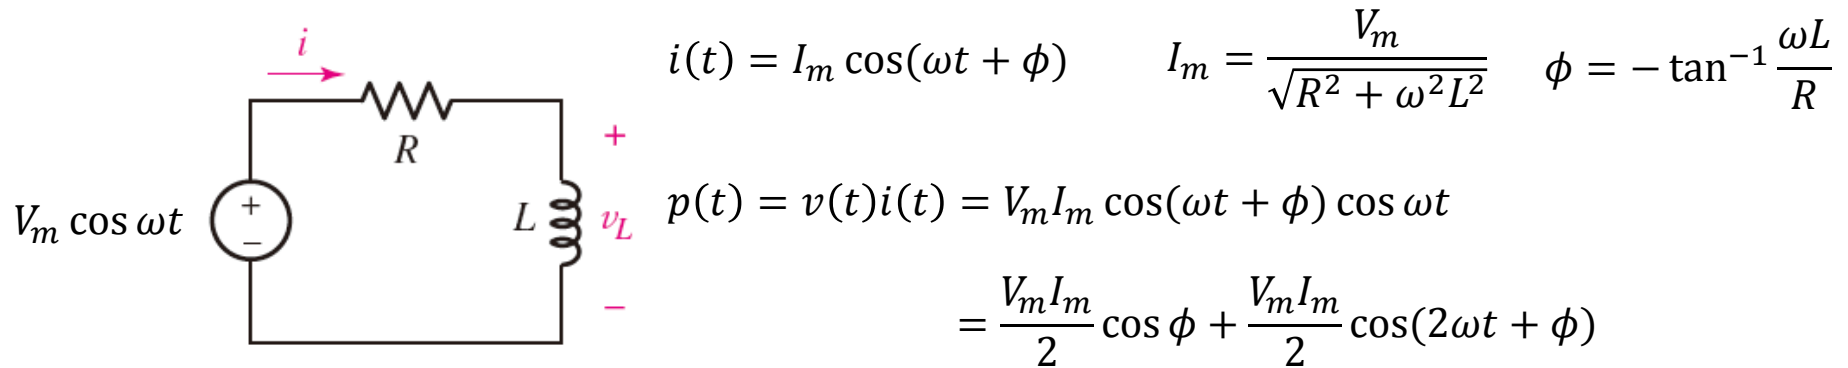 i
R
V_m cos ωt
+
−
L
+
v_L
−
i(t) = I_m cos(ωt + ϕ)
I_m = V_m / √(R² + ω²L²)
ϕ = − tan⁻¹ ωL / R
p(t) = v(t)i(t) = V_m I_m cos(ωt + ϕ) cos ωt
= V_m I_m / 2 cos ϕ + V_m I_m / 2 cos(2ωt + ϕ)